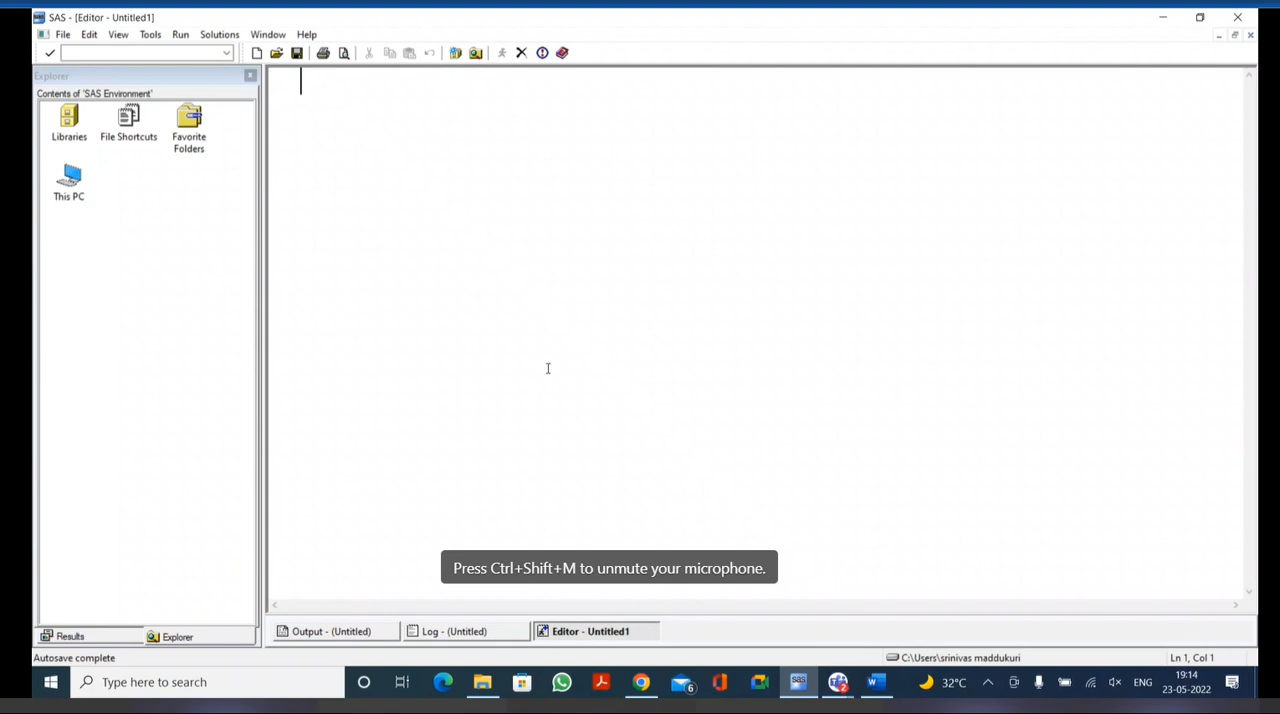 SAS - [Editor - Untitled1]
File Edit View Tools Run Solutions Window Help
Explorer
Contents of 'SAS Environment'
Libraries File Shortcuts Favorite Folders
This PC
Press Ctrl+Shift+M to unmute your microphone.
Results Explorer Output - (Untitled) Log - (Untitled) Editor - Untitled1
Autosave complete C:\Users\srinivas maddukuri Ln 1, Col 1
Type here to search 6 sas 2 32°C ENG 19:14
23-05-2022